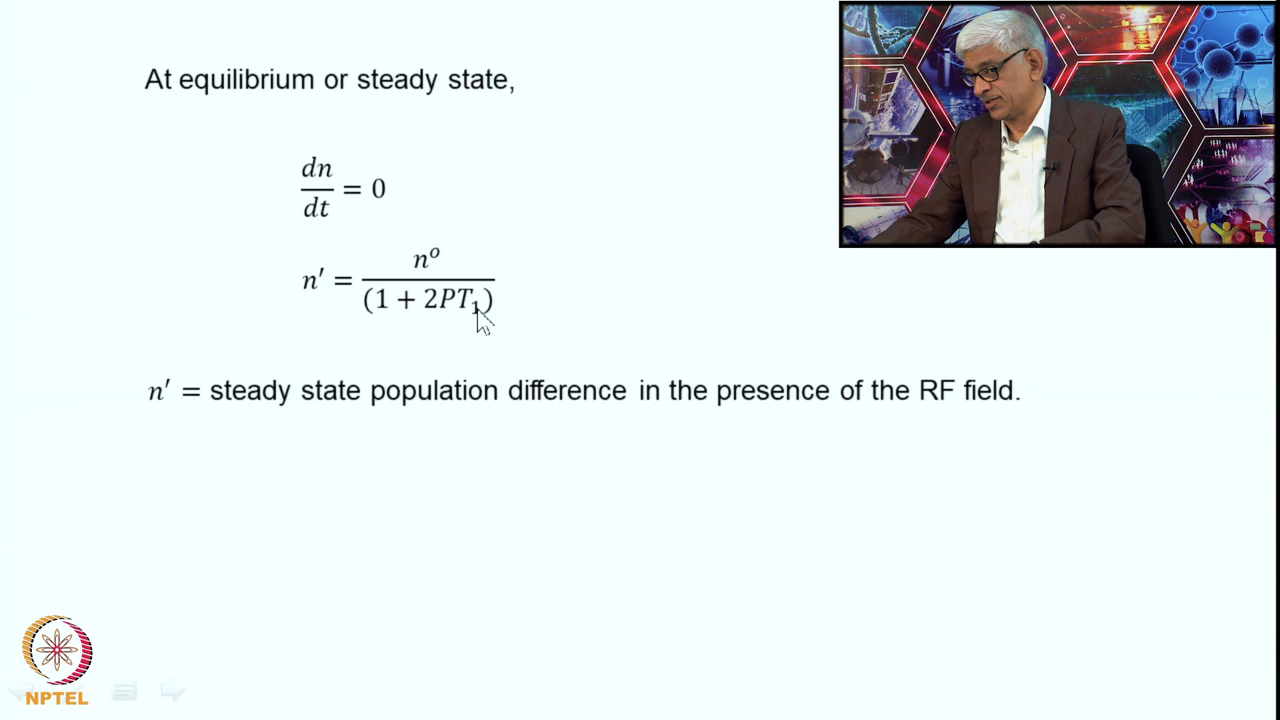 At equilibrium or steady state,
dn/dt = 0
n′ = n^o/(1 + 2PT₁)
n′ = steady state population difference in the presence of the RF field.
NPTEL